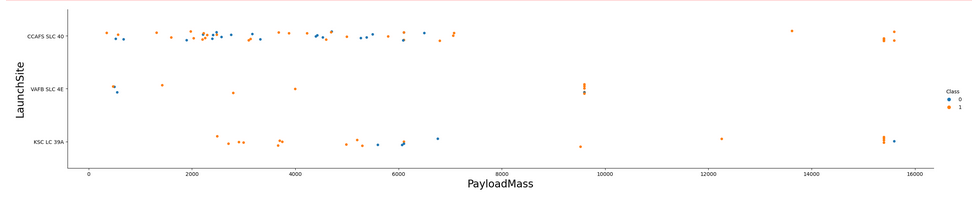 CCAFS SLC 40
VAFB SLC 4E
KSC LC 39A
LaunchSite
0 2000 4000 6000 8000 10000 12000 14000 16000
PayloadMass
Class
0
1